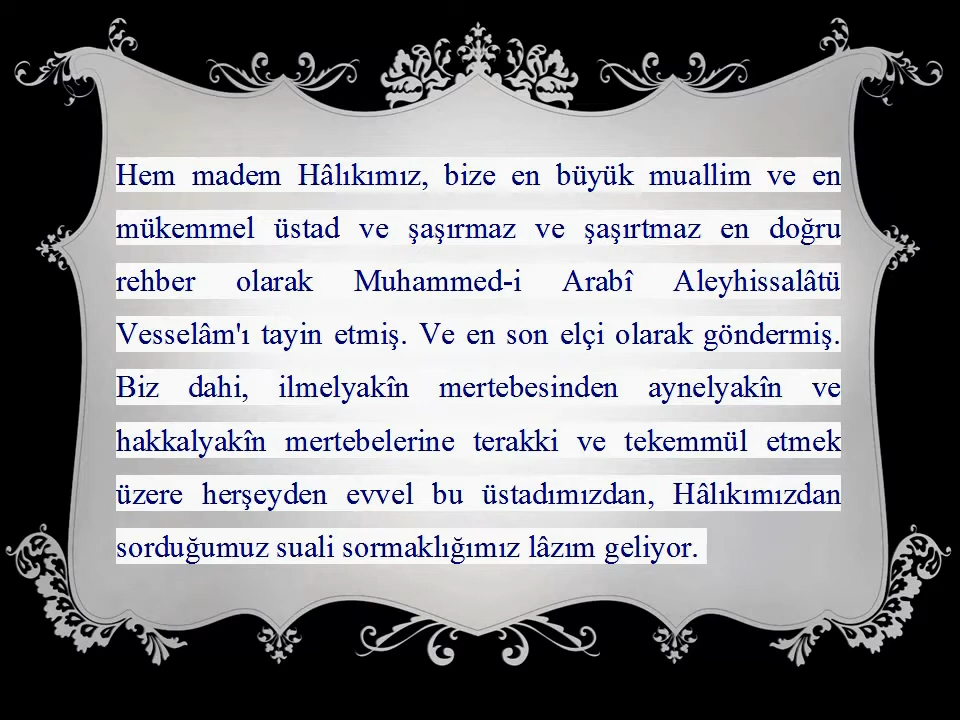 Hem madem Hâlıkımız, bize en büyük muallim ve en
mükemmel üstad ve şaşırmaz ve şaşırtmaz en doğru
rehber olarak Muhammed-i Arabî Aleyhissalâtü
Vesselâm'ı tayin etmiş. Ve en son elçi olarak göndermiş.
Biz dahi, ilmelyakîn mertebesinden aynelyakîn ve
hakkalyakîn mertebelerine terakki ve tekemmül etmek
üzere herşeyden evvel bu üstadımızdan, Hâlıkımızdan
sorduğumuz suali sormaklığımız lâzım geliyor.